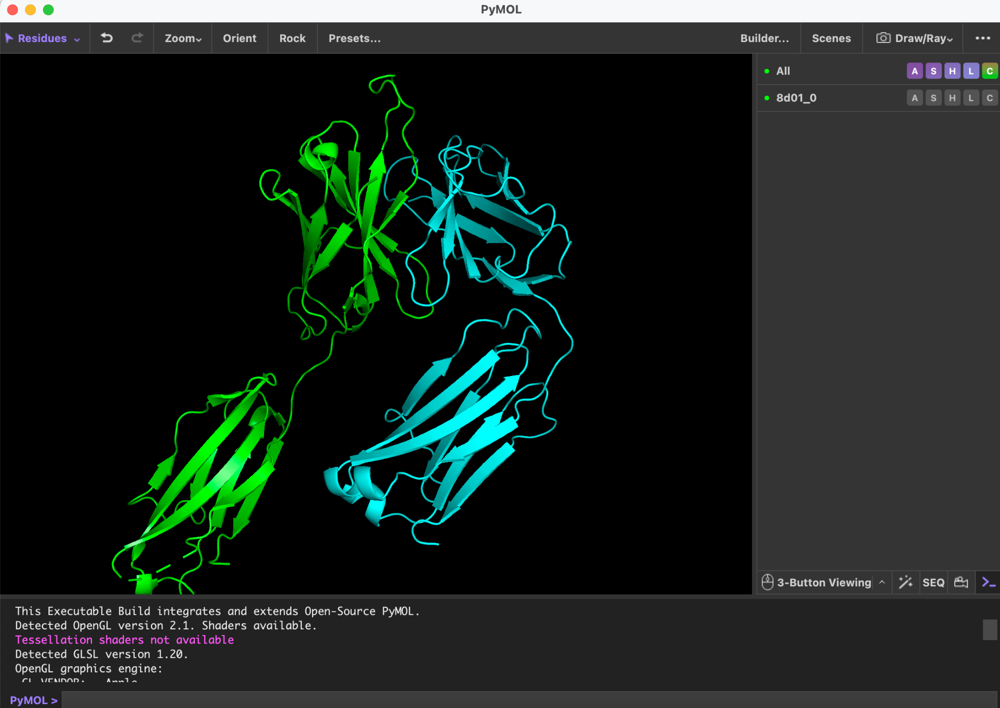 PyMOL
Residues Zoom Orient Rock Presets... Builder... Scenes Draw/Ray
All A S H L C
8d01_0 A S H L C
3-Button Viewing SEQ >_
This Executable Build integrates and extends Open-Source PyMOL.
Detected OpenGL version 2.1. Shaders available.
Tessellation shaders not available
Detected GLSL version 1.20.
OpenGL graphics engine:
GL_VENDOR: Apple
PyMOL >